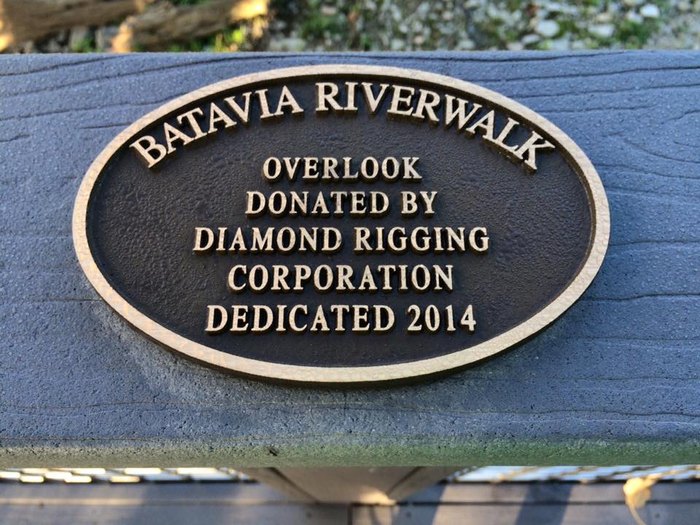 BATAVIA RIVERWALK
OVERLOOK
DONATED BY
DIAMOND RIGGING
CORPORATION
DEDICATED 2014